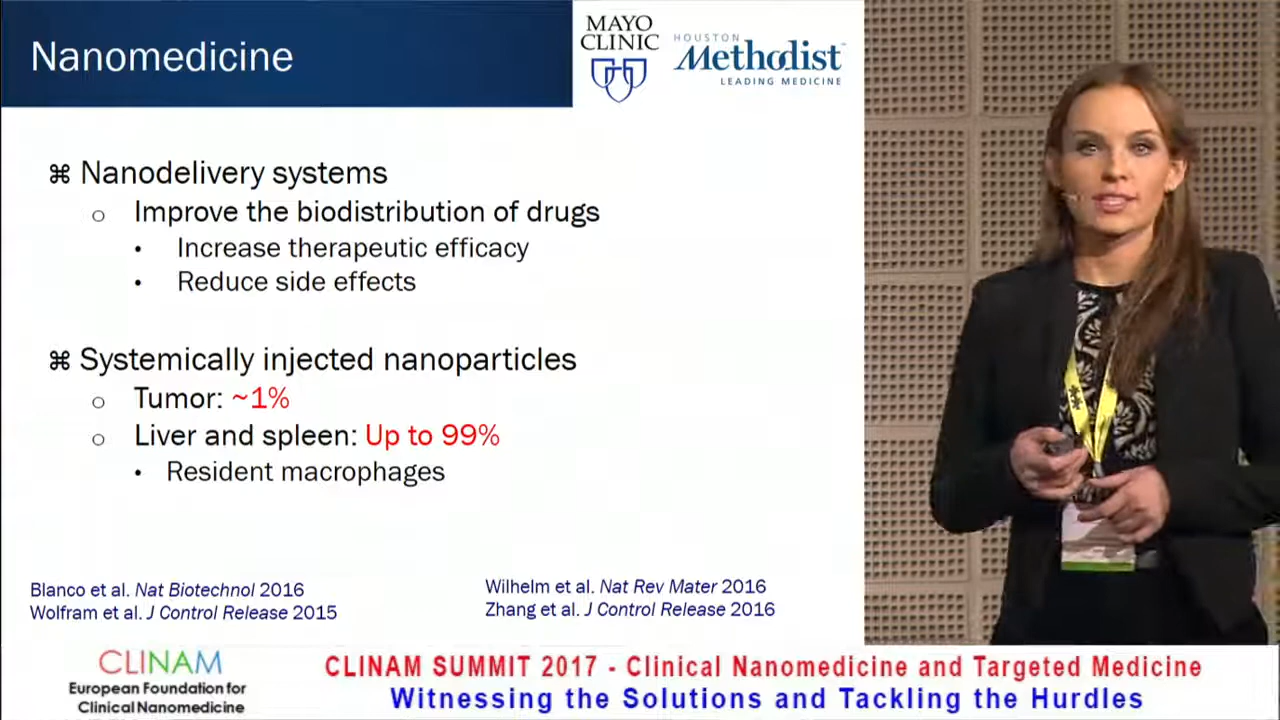 Nanomedicine
MAYO
CLINIC
HOUSTON
Methodist
LEADING MEDICINE
⌘ Nanodelivery systems
o Improve the biodistribution of drugs
• Increase therapeutic efficacy
• Reduce side effects
⌘ Systemically injected nanoparticles
o Tumor: ~1%
o Liver and spleen: Up to 99%
• Resident macrophages
Blanco et al. Nat Biotechnol 2016
Wolfram et al. J Control Release 2015
Wilhelm et al. Nat Rev Mater 2016
Zhang et al. J Control Release 2016
CLINAM
European Foundation for
Clinical Nanomedicine
CLINAM SUMMIT 2017 - Clinical Nanomedicine and Targeted Medicine
Witnessing the Solutions and Tackling the Hurdles